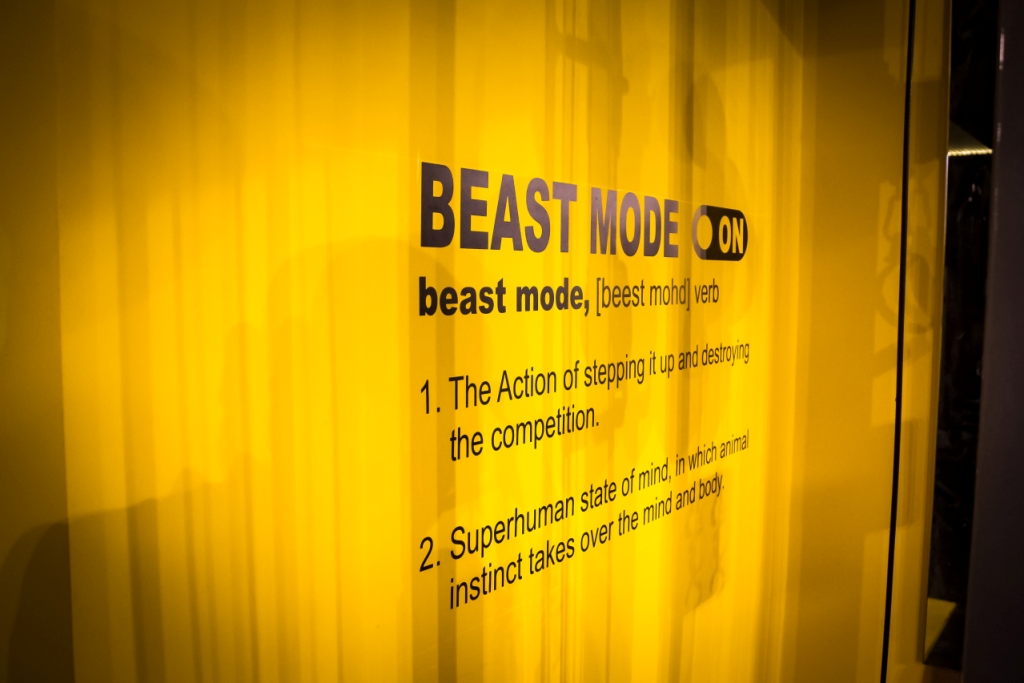 BEAST MODE ON
beast mode, [beest mohd] verb
1. The Action of stepping it up and destroying
the competition.
2. Superhuman state of mind, in which animal
instinct takes over the mind and body.